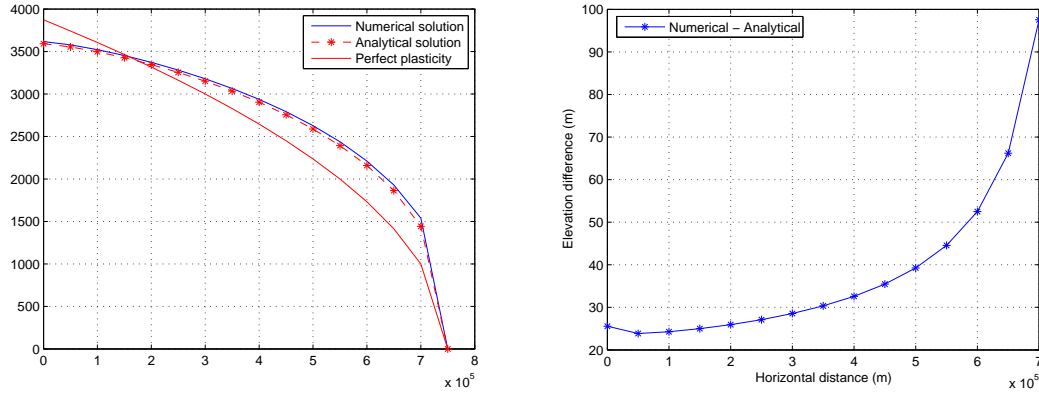 4000
3500
3000
2500
2000
1500
1000
500
0
0 1 2 3 4 5 6 7 8
x 10^5
Numerical solution
Analytical solution
Perfect plasticity
Elevation difference (m)
100
90
80
70
60
50
40
30
20
0 1 2 3 4 5 6 7
x 10^5
Horizontal distance (m)
Numerical − Analytical